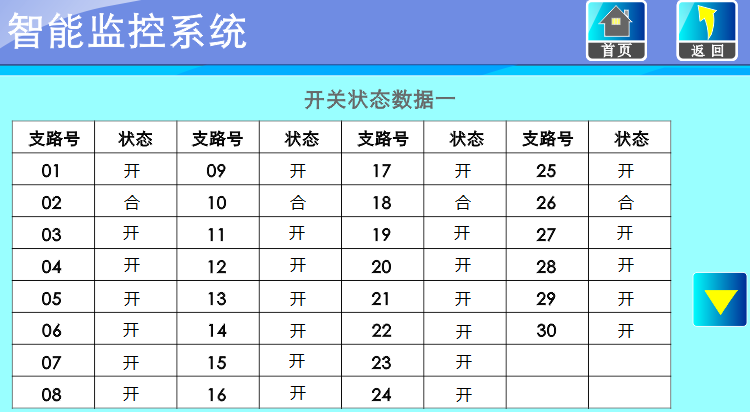 智能监控系统
首页
返回
开关状态数据一
支路号 状态 支路号 状态 支路号 状态 支路号 状态
01 开 09 开 17 开 25 开
02 合 10 合 18 合 26 合
03 开 11 开 19 开 27 开
04 开 12 开 20 开 28 开
05 开 13 开 21 开 29 开
06 开 14 开 22 开 30 开
07 开 15 开 23 开
08 开 16 开 24 开